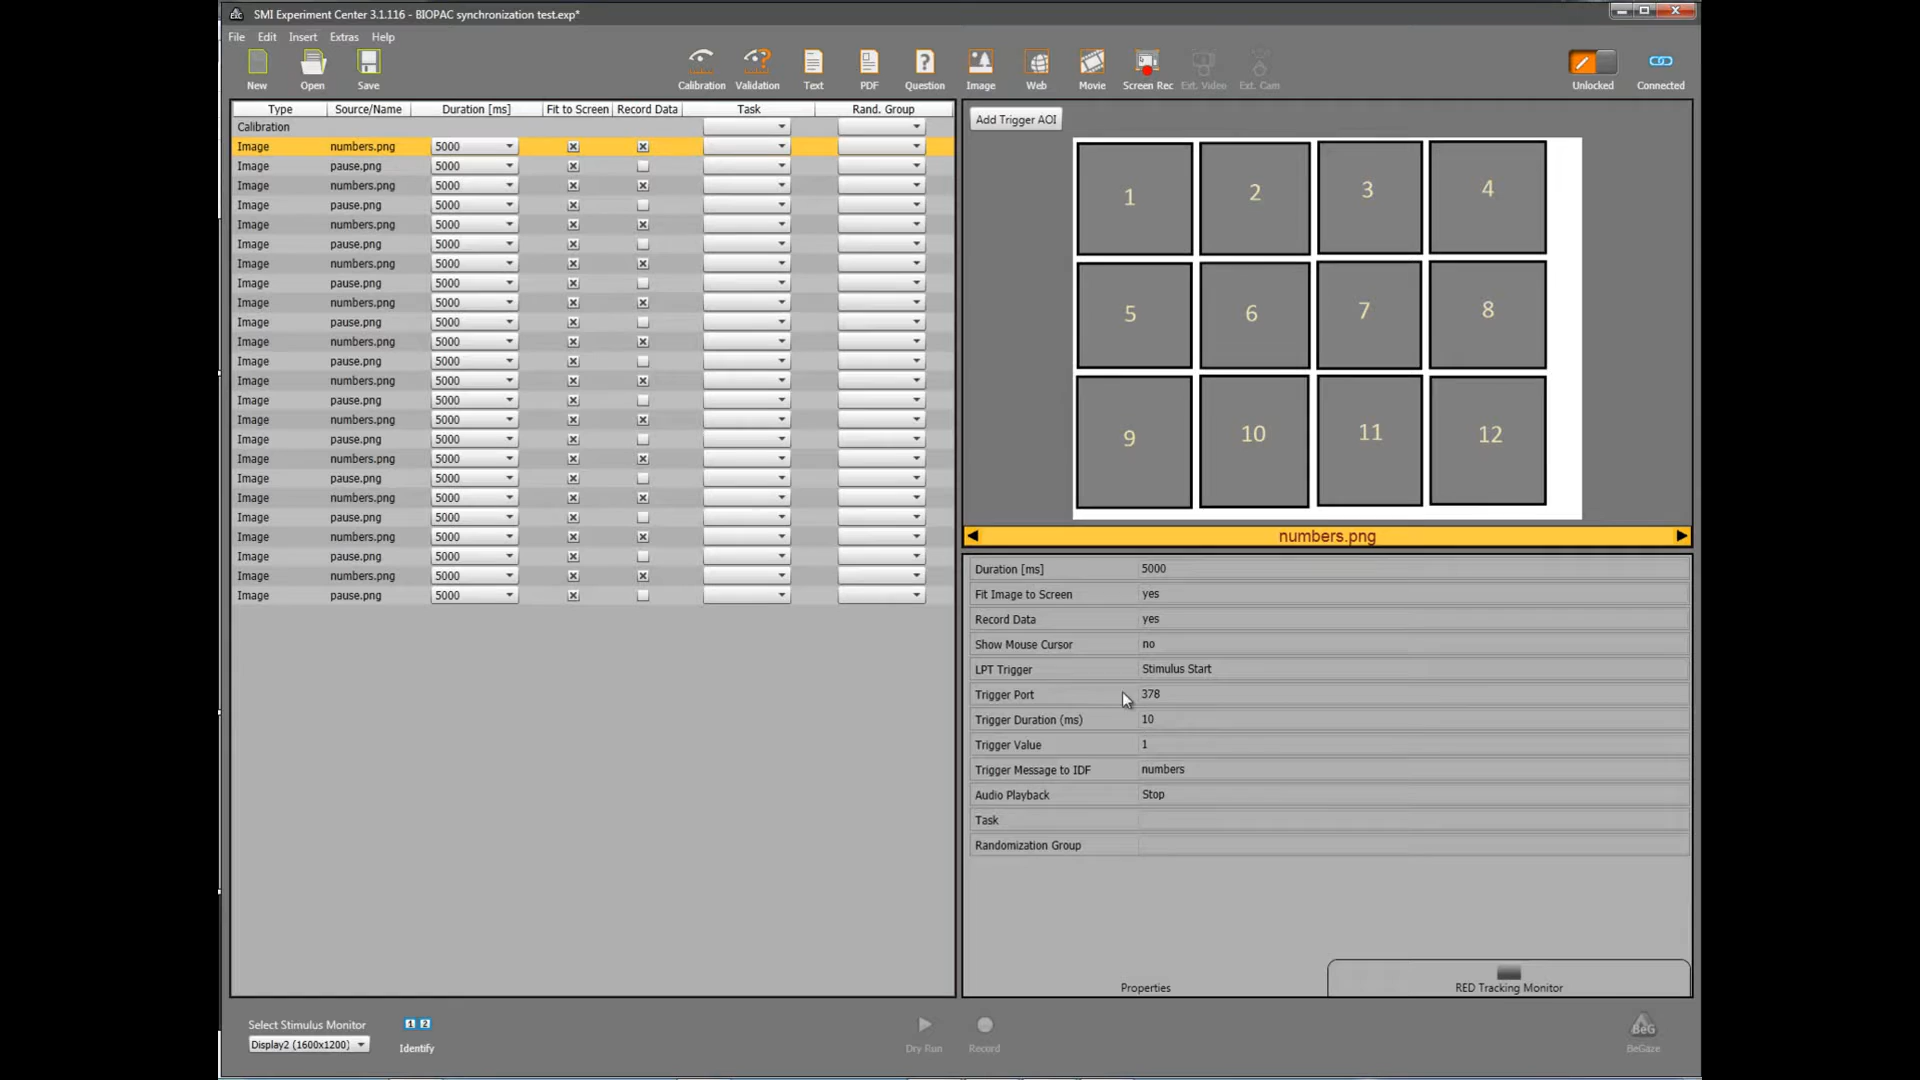 SMI Experiment Center 3.1.116 - BIOPAC synchronization test.exp*
File Edit Insert Extras Help
New Open Save Calibration Validation Text PDF Question Image Web Movie Screen Rec Ext. Video Ext. Cam Unlocked Connected
Type Source/Name Duration [ms] Fit to Screen Record Data Task Rand. Group
Calibration
Image numbers.png 5000
Image pause.png 5000
Image numbers.png 5000
Image pause.png 5000
Image numbers.png 5000
Image pause.png 5000
Image numbers.png 5000
Image pause.png 5000
Image numbers.png 5000
Image pause.png 5000
Image numbers.png 5000
Image pause.png 5000
Image numbers.png 5000
Image pause.png 5000
Image numbers.png 5000
Image pause.png 5000
Image numbers.png 5000
Image pause.png 5000
Image numbers.png 5000
Image pause.png 5000
Image numbers.png 5000
Image pause.png 5000
Image numbers.png 5000
Image pause.png 5000
Add Trigger AOI
1 2 3 4
5 6 7 8
9 10 11 12
numbers.png
Duration [ms] 5000
Fit Image to Screen yes
Record Data yes
Show Mouse Cursor no
LPT Trigger Stimulus Start
Trigger Port 378
Trigger Duration (ms) 10
Trigger Value 1
Trigger Message to IDF numbers
Audio Playback Stop
Task
Randomization Group
Properties RED Tracking Monitor
Select Stimulus Monitor
Display2 (1600x1200)
1 2
Identify
Dry Run Record
BeG
BeGaze